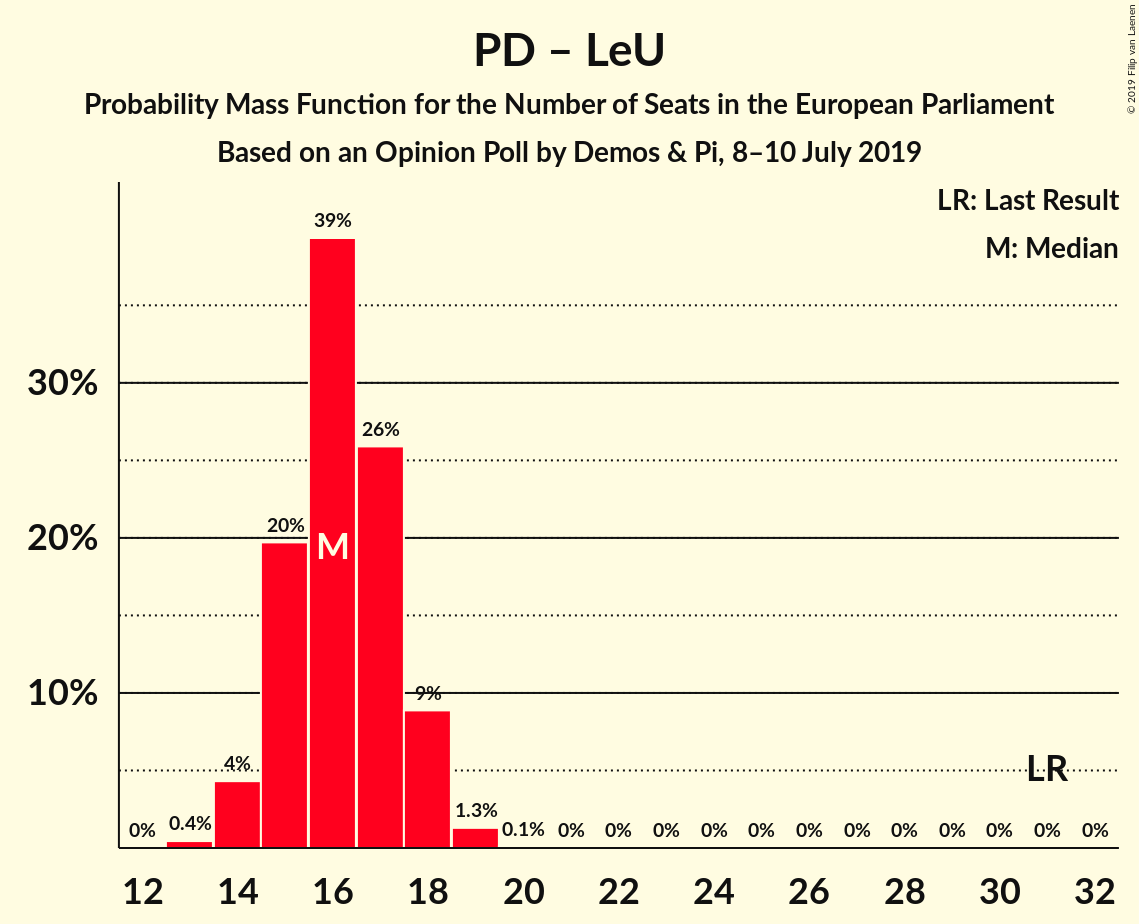 PD – LeU
Probability Mass Function for the Number of Seats in the European Parliament
Based on an Opinion Poll by Demos & Pi, 8–10 July 2019
© 2019 Filip van Laenen
LR: Last Result
M: Median
30%
20%
10%
0%
0.4%
4%
20%
39%
26%
9%
1.3%
0.1%
0%
0%
0%
0%
0%
0%
0%
0%
0%
0%
0%
0%
M
LR
12 14 16 18 20 22 24 26 28 30 32